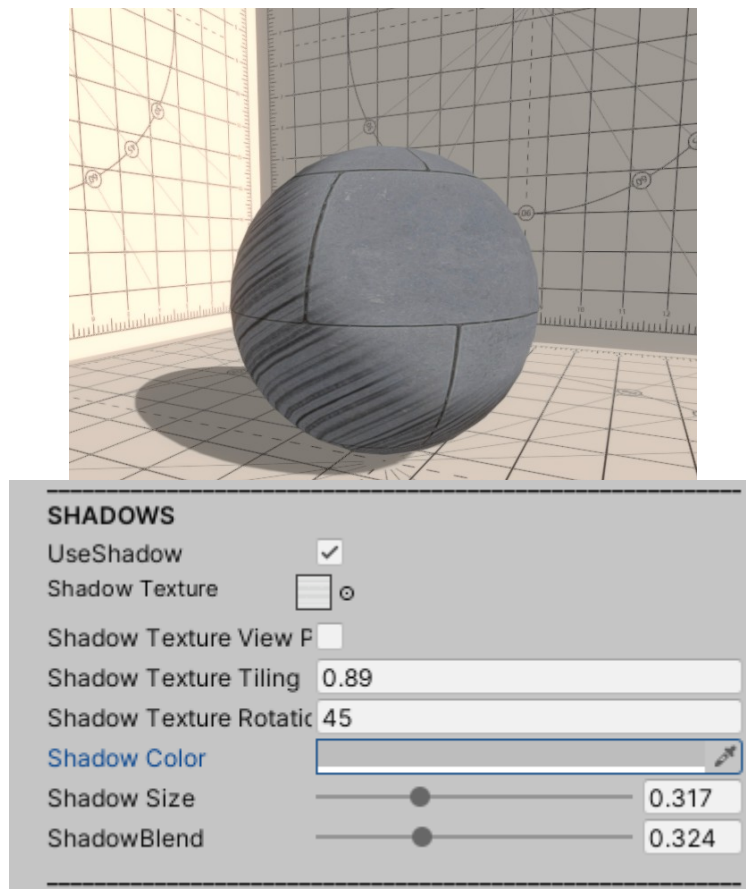 SHADOWS
UseShadow
Shadow Texture
Shadow Texture View P
Shadow Texture Tiling 0.89
Shadow Texture Rotatic 45
Shadow Color
Shadow Size 0.317
ShadowBlend 0.324